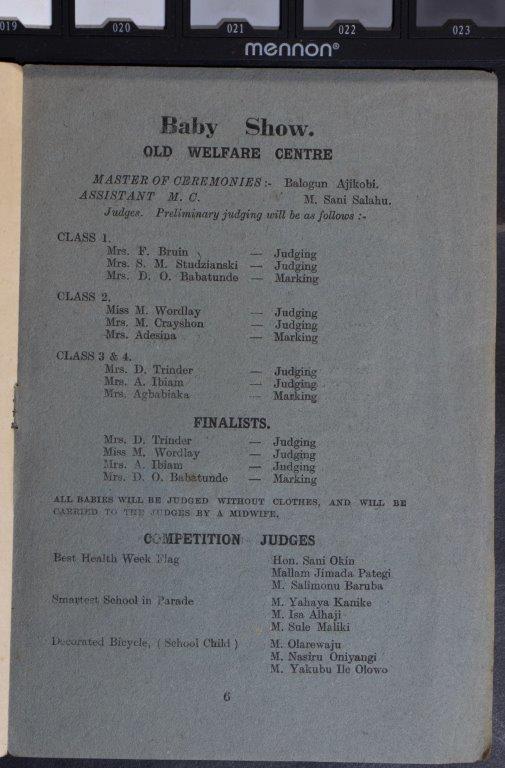 019 020 021 022 023
mennon®
Baby Show.
OLD WELFARE CENTRE
MASTER OF CEREMONIES :- Balogun Ajikobi.
ASSISTANT M. C. M. Sani Salahu.
Judges. Preliminary judging will be as follows :-
CLASS 1.
Mrs. F. Bruin — Judging
Mrs. S. M. Studzianski — Judging
Mrs. D. O. Babatunde — Marking
CLASS 2.
Miss M. Wordlay — Judging
Mrs. M. Crayshon — Judging
Mrs. Adesina — Marking
CLASS 3 & 4.
Mrs. D. Trinder — Judging
Mrs. A. Ibiam — Judging
Mrs. Agbabiaka — Marking
FINALISTS.
Mrs. D. Trinder — Judging
Miss M. Wordlay — Judging
Mrs. A. Ibiam — Judging
Mrs. D. O. Babatunde — Marking
ALL BABIES WILL BE JUDGED WITHOUT CLOTHES, AND WILL BE
CARRIED TO THE JUDGES BY A MIDWIFE.
COMPETITION JUDGES
Best Health Week Flag Hon. Sani Okin
Mallam Jimada Pategi
M. Salimonu Baruba
Smartest School in Parade M. Yahaya Kanike
M. Isa Alhaji
M. Sule Maliki
Decorated Bicycle, ( School Child ) M. Olarewaju
M. Nasiru Oniyangi
M. Yakubu Ile Olowo
6